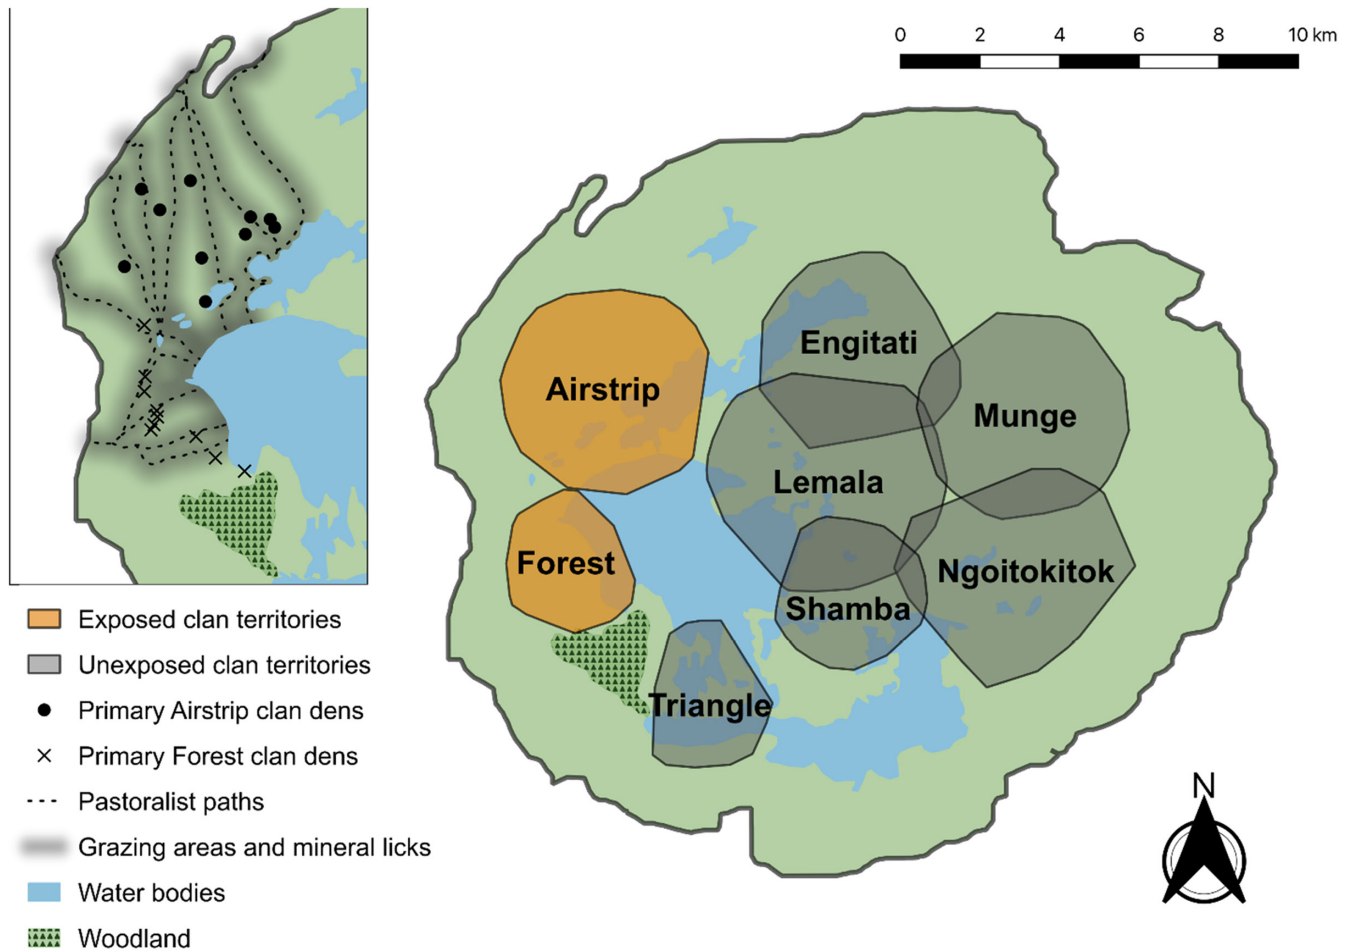 0 2 4 6 8 10 km
Engitati
Airstrip
Munge
Lemala
Forest
Ngoitokitok
Shamba
Triangle
N
Exposed clan territories
Unexposed clan territories
Primary Airstrip clan dens
Primary Forest clan dens
Pastoralist paths
Grazing areas and mineral licks
Water bodies
Woodland